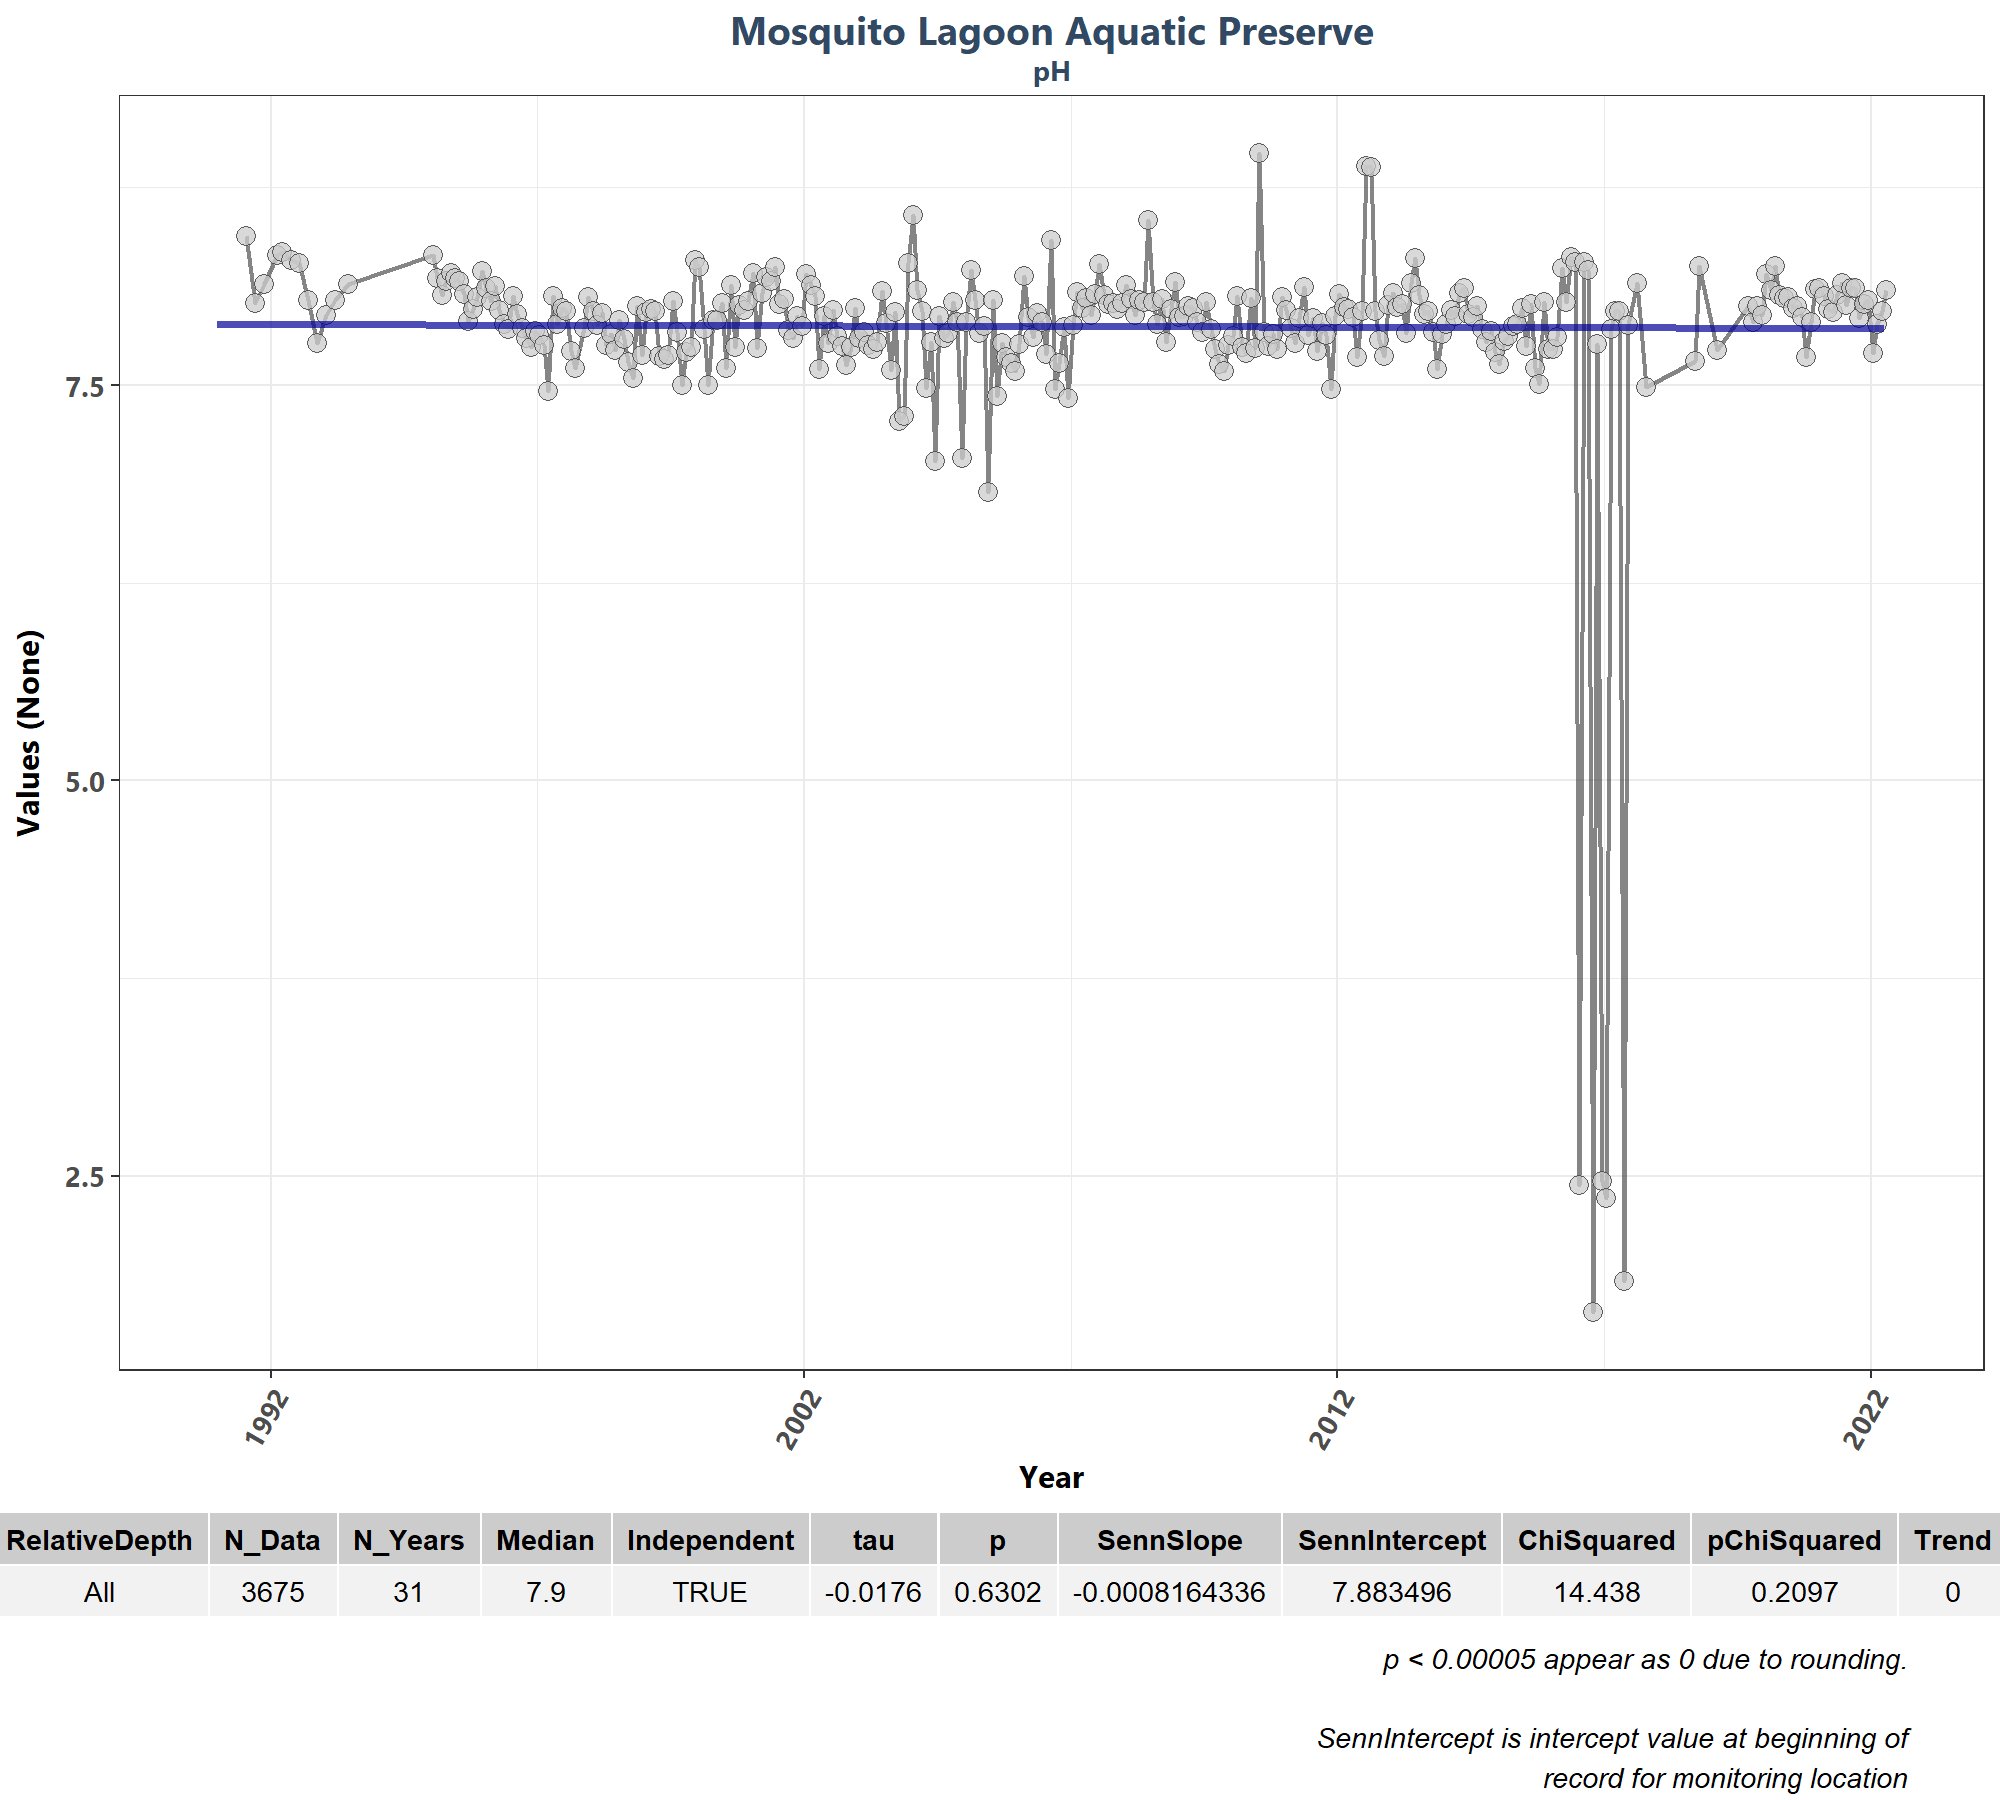 Mosquito Lagoon Aquatic Preserve
pH
Values (None)
7.5
5.0
2.5
1992
2002
2012
2022
Year
RelativeDepth N_Data N_Years Median Independent tau p SennSlope SennIntercept ChiSquared pChiSquared Trend
All 3675 31 7.9 TRUE -0.0176 0.6302 -0.0008164336 7.883496 14.438 0.2097 0
p < 0.00005 appear as 0 due to rounding.
SennIntercept is intercept value at beginning of
record for monitoring location